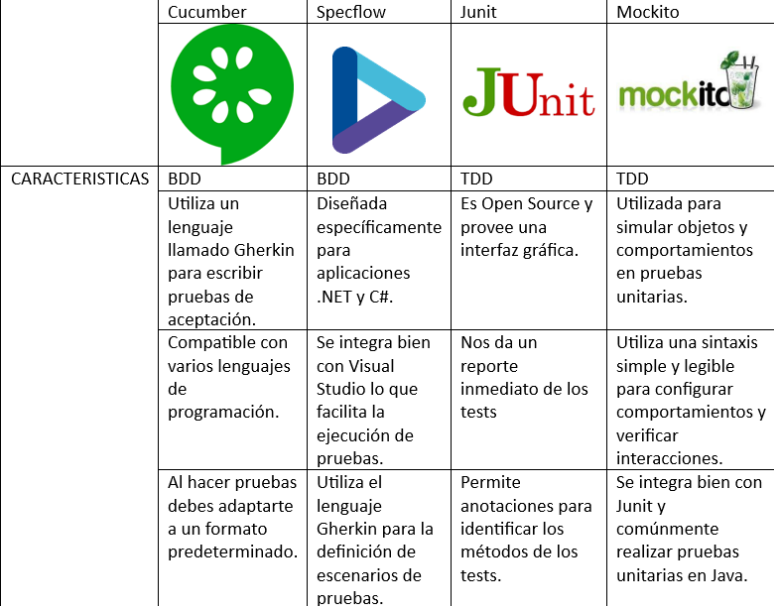 Cucumber
Specflow
Junit
Mockito
JUnit
mockito
CARACTERISTICAS
BDD
BDD
TDD
TDD
Utiliza un
lenguaje
llamado Gherkin
para escribir
pruebas de
aceptación.
Diseñada
específicamente
para
aplicaciones
.NET y C#.
Es Open Source y
provee una
interfaz gráfica.
Utilizada para
simular objetos y
comportamientos
en pruebas
unitarias.
Compatible con
varios lenguajes
de
programación.
Se integra bien
con Visual
Studio lo que
facilita la
ejecución de
pruebas.
Nos da un
reporte
inmediato de los
tests
Utiliza una sintaxis
simple y legible
para configurar
comportamientos y
verificar
interacciones.
Al hacer pruebas
debes adaptarte
a un formato
predeterminado.
Utiliza el
lenguaje
Gherkin para la
definición de
escenarios de
pruebas.
Permite
anotaciones para
identificar los
métodos de los
tests.
Se integra bien con
Junit y
comúnmente
realizar pruebas
unitarias en Java.